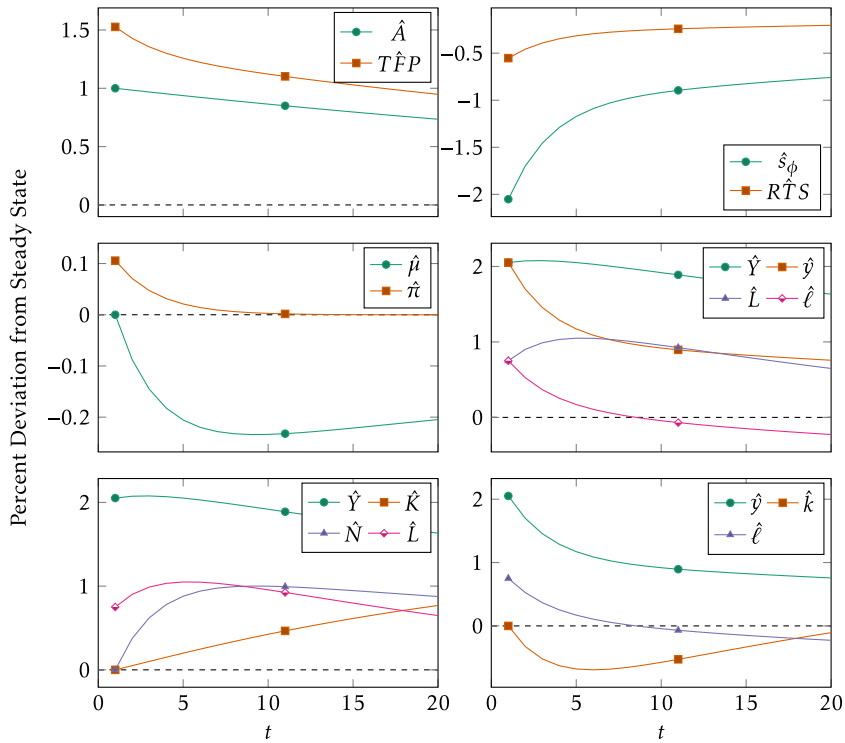 Percent Deviation from Steady State
1.5
1
0.5
0
Â
TF̂P
−0.5
−1
−1.5
−2
ŝ_ϕ
RT̂S
0.1
0
−0.1
−0.2
μ̂
π̂
2
1
0
Ŷ ŷ
L̂ ℓ̂
2
1
0
0 5 10 15 20
t
Ŷ K̂
N̂ L̂
2
1
0
0 5 10 15 20
t
ŷ k̂
ℓ̂